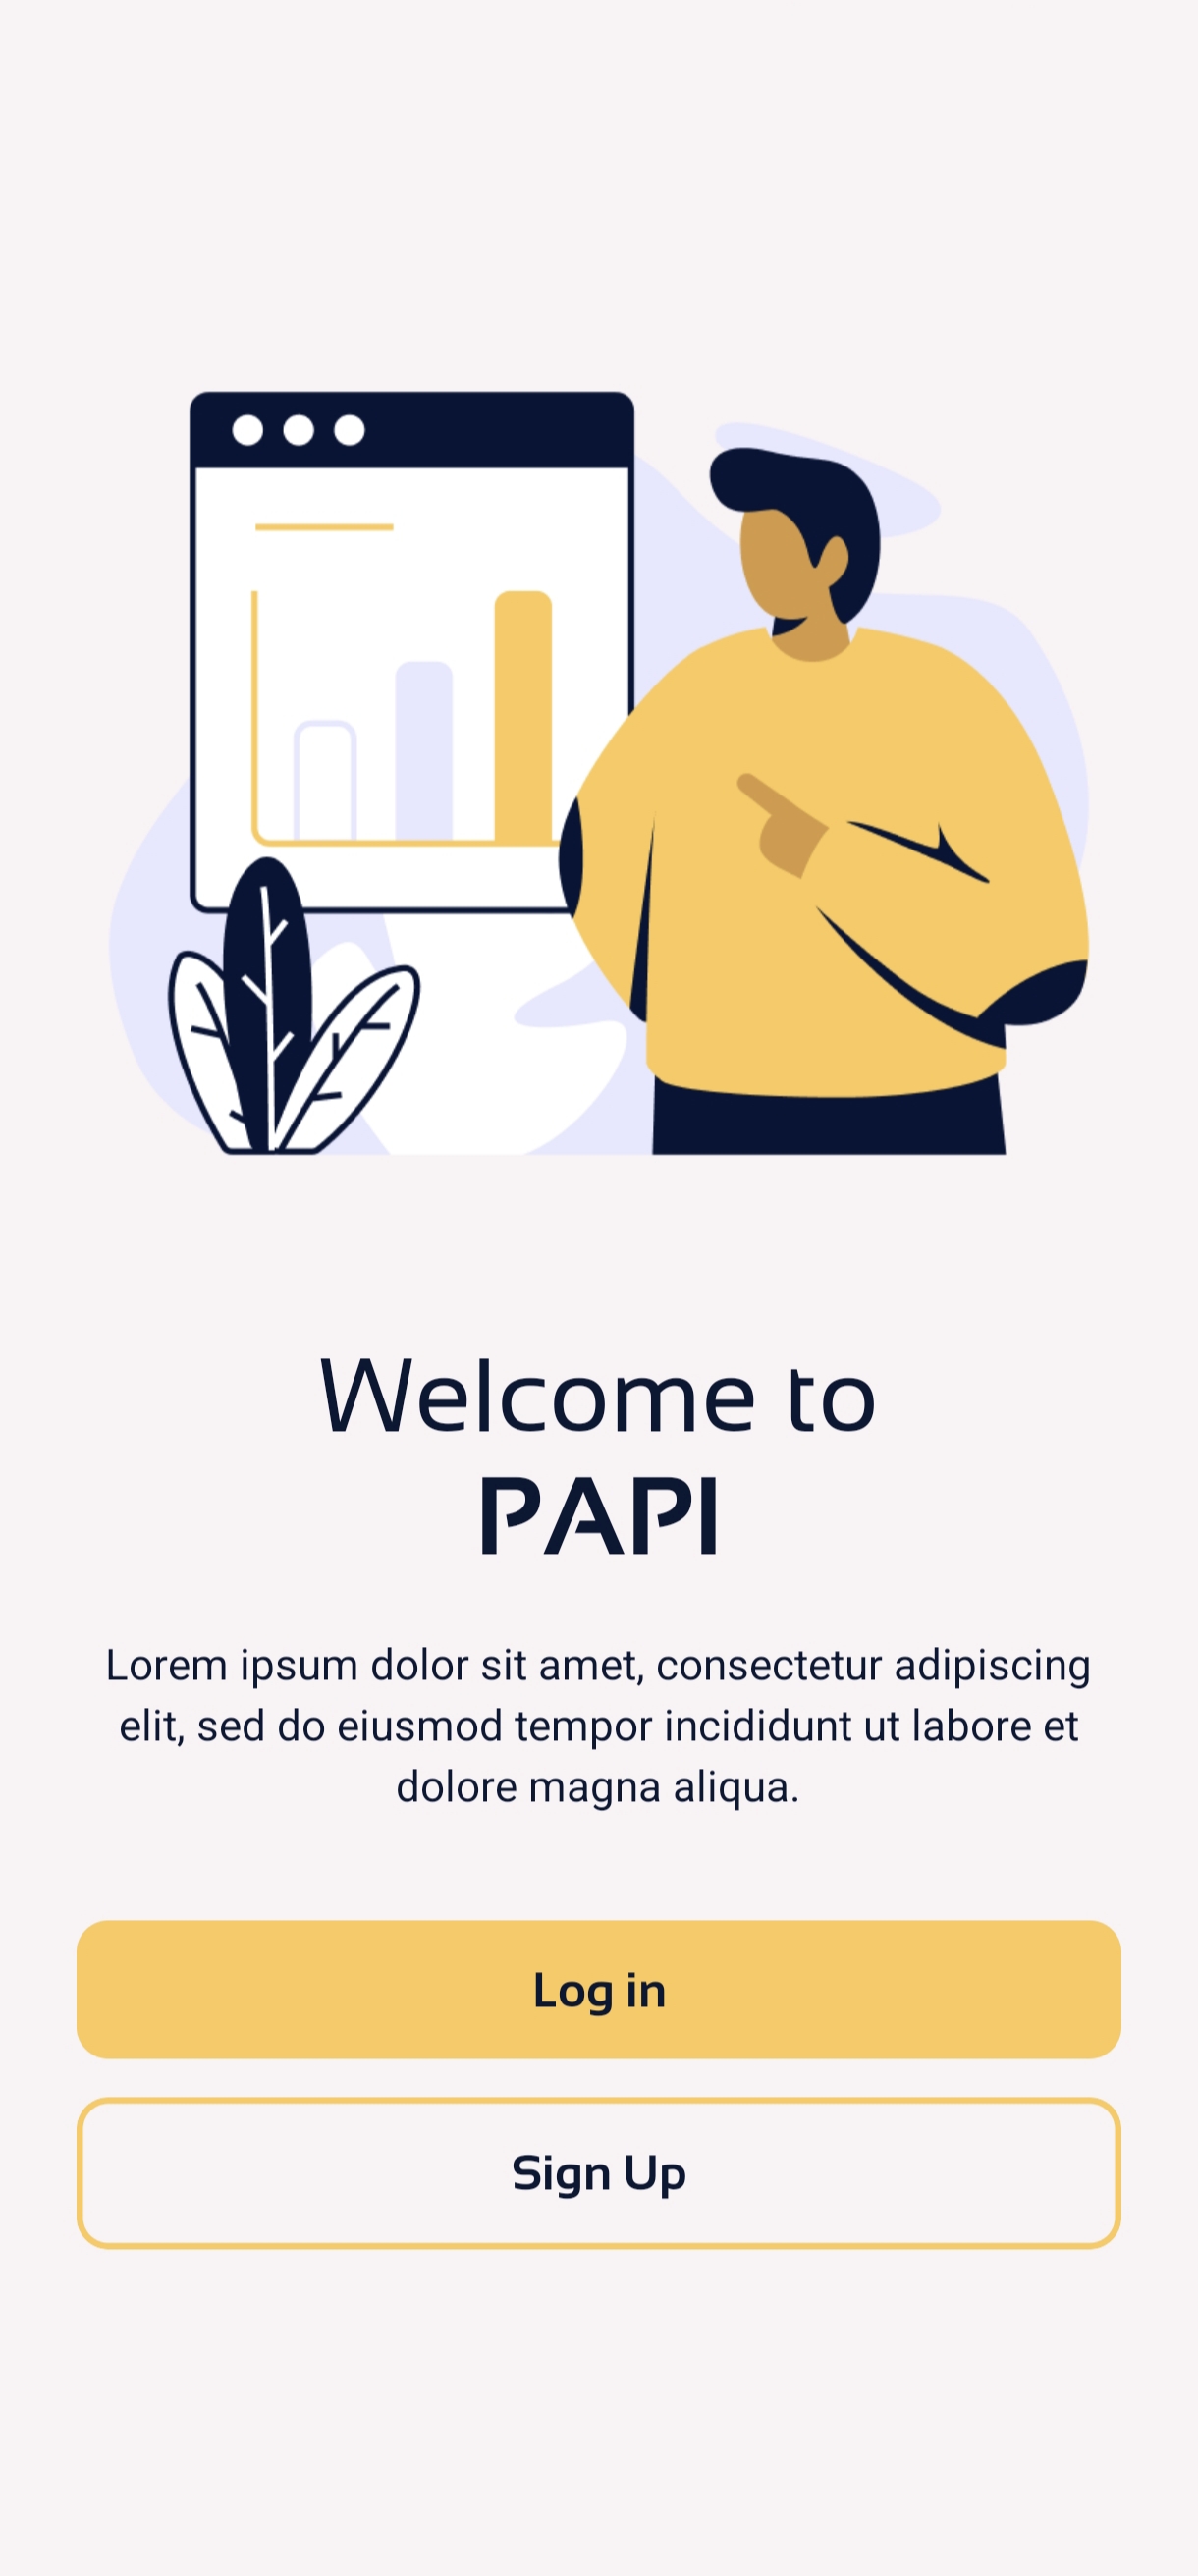 Welcome to
PAPI
Lorem ipsum dolor sit amet, consectetur adipiscing
elit, sed do eiusmod tempor incididunt ut labore et
dolore magna aliqua.
Log in
Sign Up